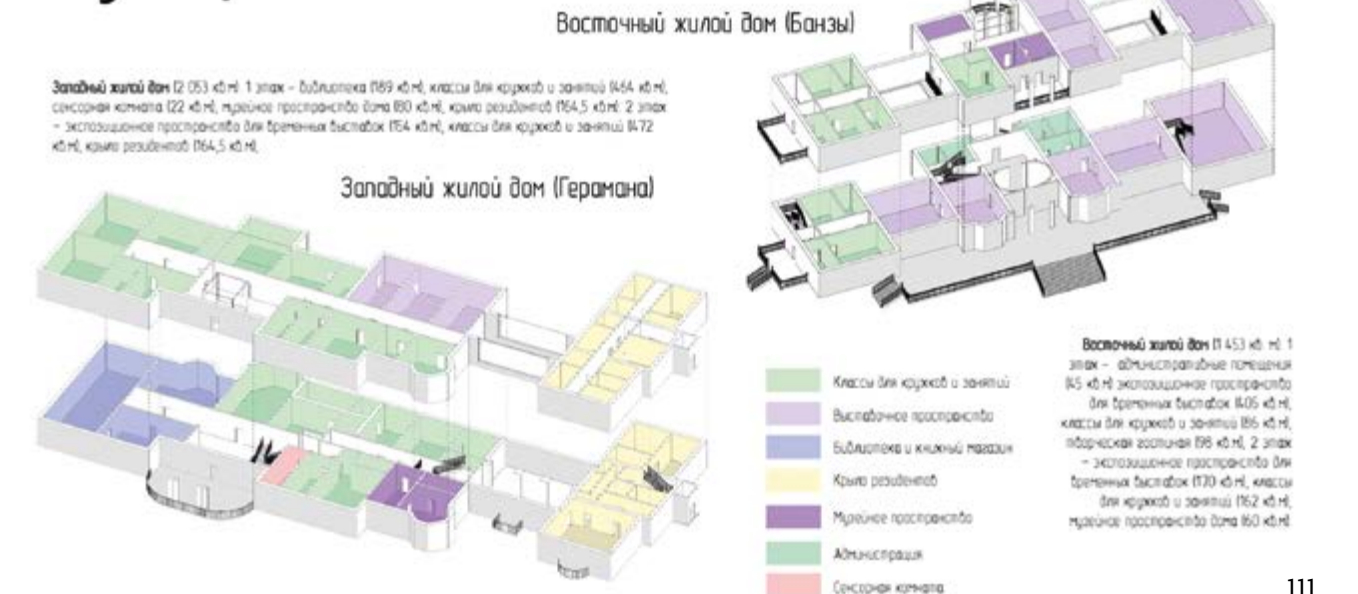 Восточный жилой дом (Банзы)
Западный жилой дом (2 053 кв.м). 1 этаж – библиотека (189 кв.м), классы для кружков и занятий (464 кв.м),
сенсорная комната (22 кв.м), музейное пространство дома (80 кв.м), крыло резидентов (164,5 кв.м). 2 этаж
– экспозиционное пространство для временных выставок (154 кв.м), классы для кружков и занятий (472
кв.м), крыло резидентов (164,5 кв.м),
Западный жилой дом (Герамана)
Восточный жилой дом (1 453 кв. м). 1
этаж – административные помещения
(45 кв.м) экспозиционное пространство
для временных выставок (405 кв.м),
классы для кружков и занятий (86 кв.м),
творческая гостиная (98 кв.м), 2 этаж
– экспозиционное пространство для
временных выставок (170 кв.м), классы
для кружков и занятий (162 кв.м),
музейное пространство дома (60 кв.м)
Классы для кружков и занятий
Выставочное пространство
Библиотека и книжный магазин
Крыло резидентов
Музейное пространство
Администрация
Сенсорная комната
111